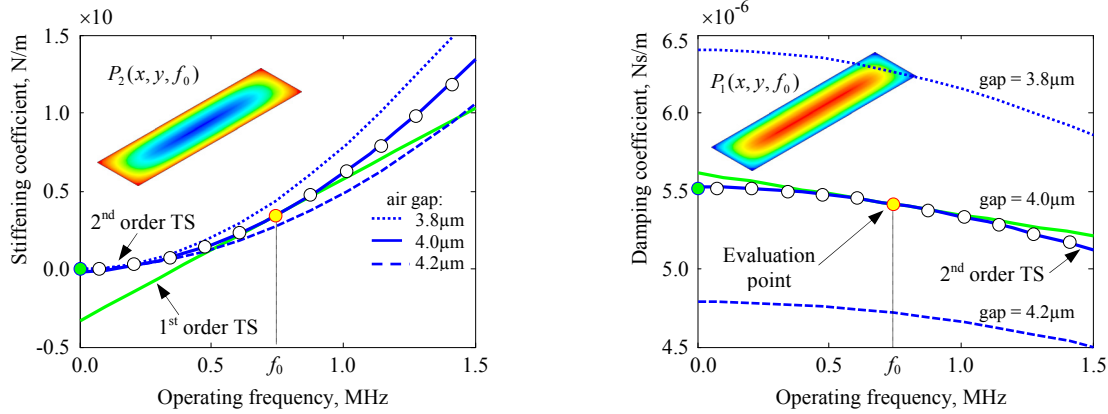 ×10
Stiffening coefficient, N/m
1.5
1.0
0.5
0.0
-0.5
P₂(x, y, f₀)
2ⁿᵈ order TS
1ˢᵗ order TS
air gap:
3.8μm
4.0μm
4.2μm
0.0 0.5 f₀ 1.0 1.5
Operating frequency, MHz
×10⁻⁶
Damping coefficient, Ns/m
6.5
6.0
5.5
5.0
4.5
P₁(x, y, f₀)
gap = 3.8μm
gap = 4.0μm
Evaluation
point
2ⁿᵈ order TS
gap = 4.2μm
0.0 0.5 f₀ 1.0 1.5
Operating frequency, MHz